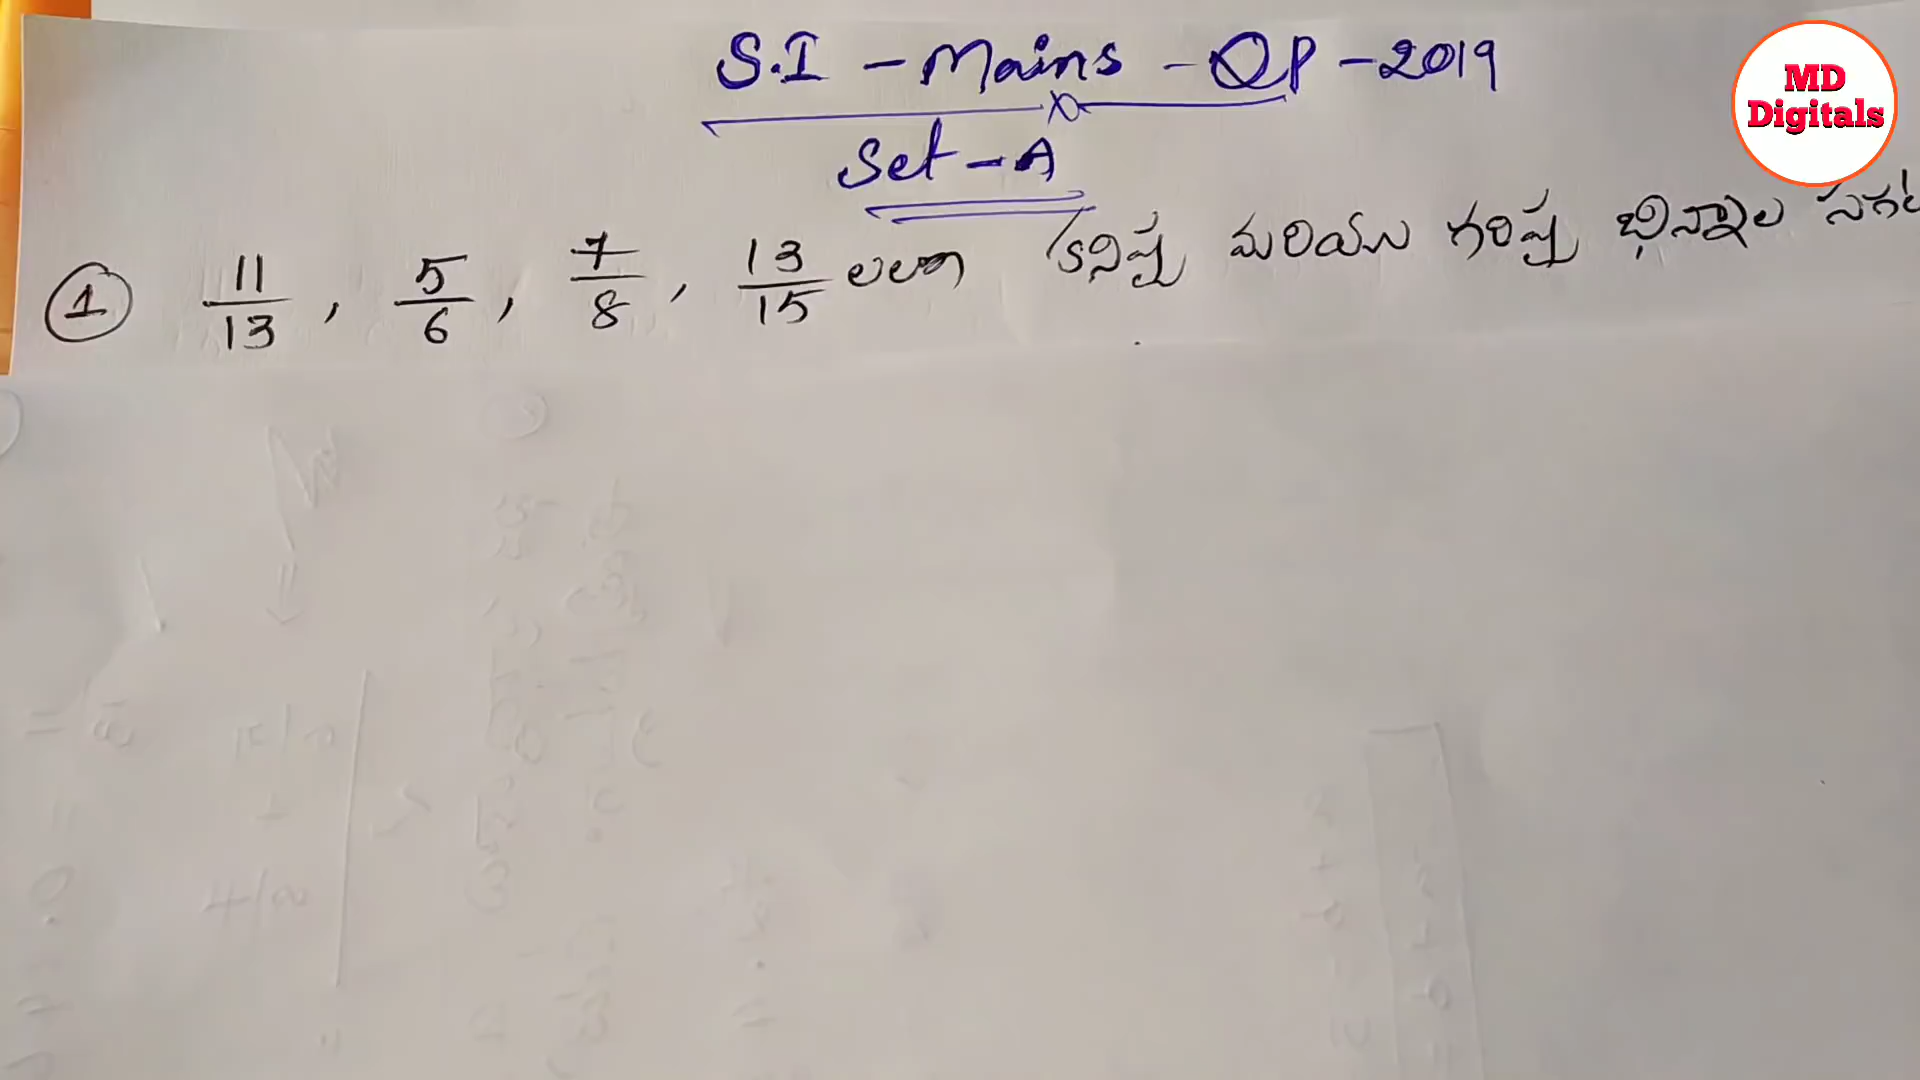 S.I - Mains - QP - 2019
Set - A
MD
Digitals
① 11/13, 5/6, 7/8, 13/15 లలో కనిష్ఠ మరియు గరిష్ఠ భిన్నాల